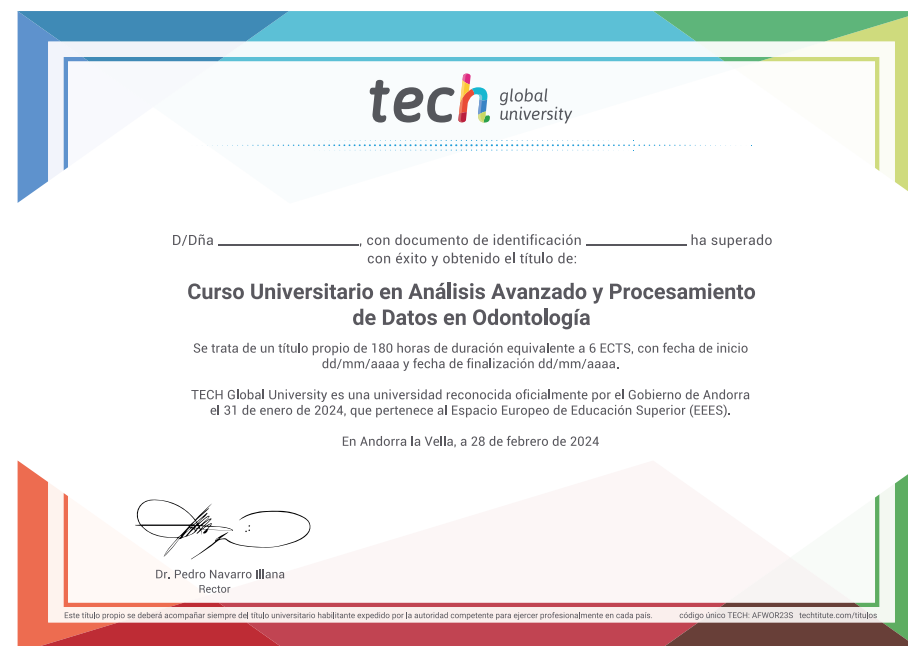 tech global university
D/Dña , con documento de identificación ha superado
con éxito y obtenido el título de:
Curso Universitario en Análisis Avanzado y Procesamiento
de Datos en Odontología
Se trata de un título propio de 180 horas de duración equivalente a 6 ECTS, con fecha de inicio
dd/mm/aaaa y fecha de finalización dd/mm/aaaa.
TECH Global University es una universidad reconocida oficialmente por el Gobierno de Andorra
el 31 de enero de 2024, que pertenece al Espacio Europeo de Educación Superior (EEES).
En Andorra la Vella, a 28 de febrero de 2024
Dr. Pedro Navarro Illana
Rector
Este título propio se deberá acompañar siempre del título universitario habilitante expedido por la autoridad competente para ejercer profesionalmente en cada país. código único TECH: AFWOR23S techtitute.com/titulos